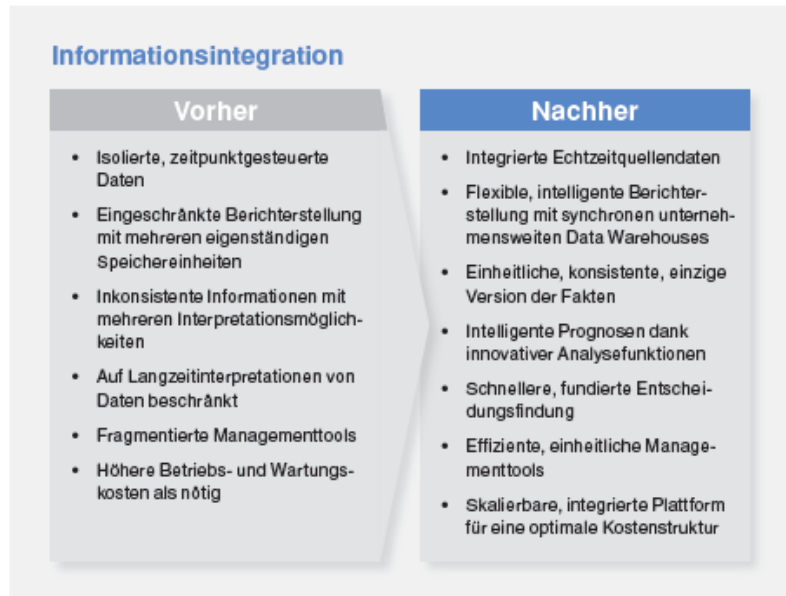 Informationsintegration
Vorher
• Isolierte, zeitpunktgesteuerte
Daten
• Eingeschränkte Berichterstellung
mit mehreren eigenständigen
Speichereinheiten
• Inkonsistente Informationen mit
mehreren Interpretationsmöglich-
keiten
• Auf Langzeitinterpretationen von
Daten beschränkt
• Fragmentierte Managementtools
• Höhere Betriebs- und Wartungs-
kosten als nötig
Nachher
• Integrierte Echtzeitquellendaten
• Flexible, intelligente Berichter-
stellung mit synchronen unterneh-
mensweiten Data Warehouses
• Einheitliche, konsistente, einzige
Version der Fakten
• Intelligente Prognosen dank
innovativer Analysefunktionen
• Schnellere, fundierte Entschei-
dungsfindung
• Effiziente, einheitliche Manage-
menttools
• Skalierbare, integrierte Plattform
für eine optimale Kostenstruktur